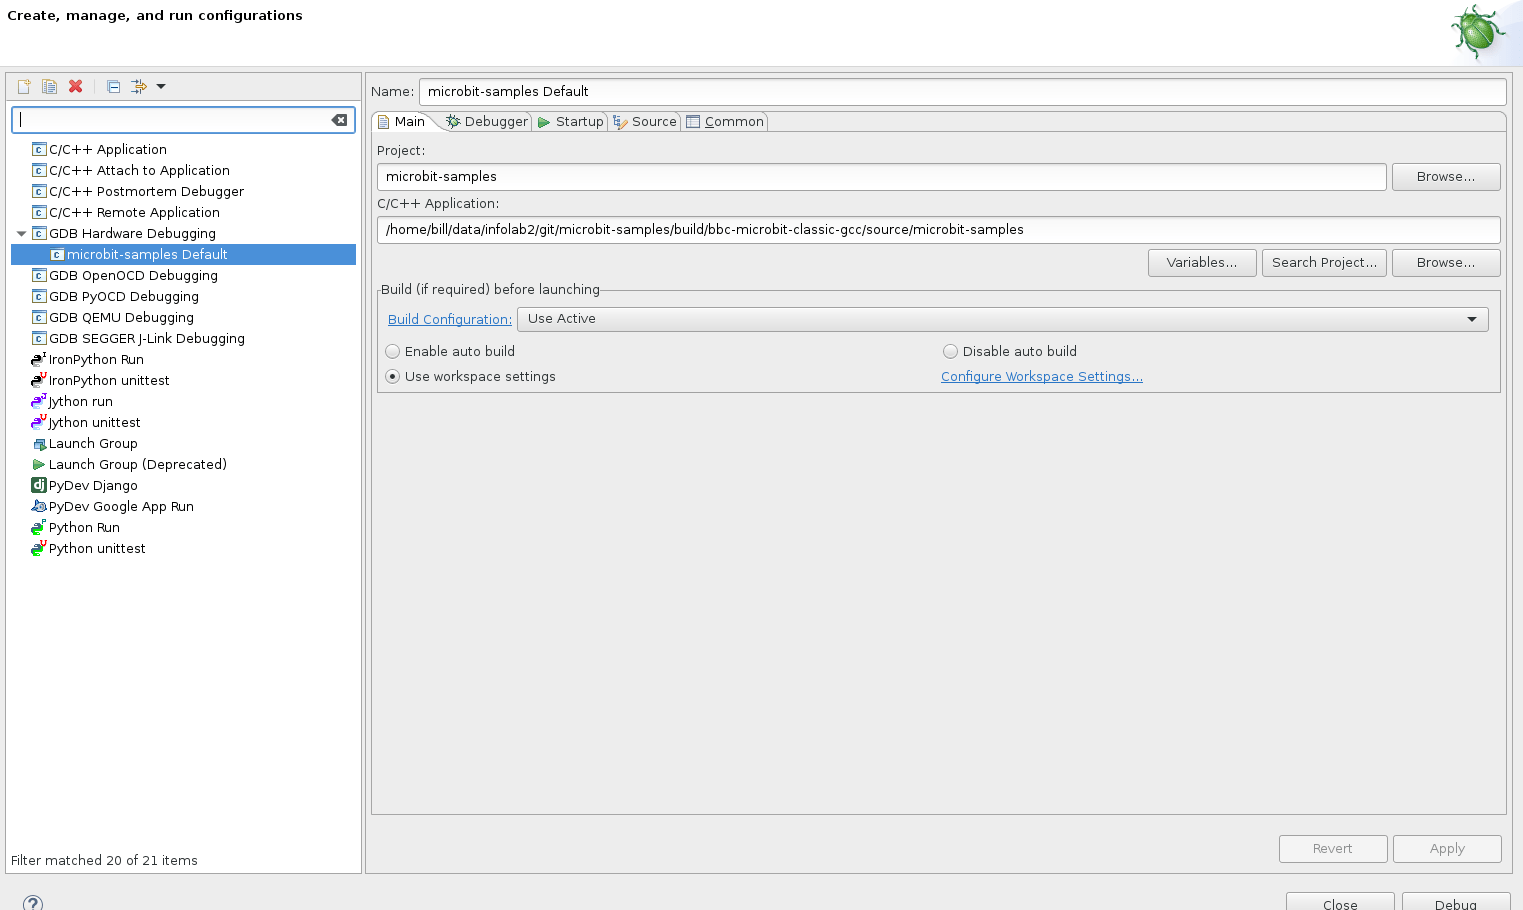 Create, manage, and run configurations
Name: microbit-samples Default
Main Debugger Startup Source Common
C/C++ Application
C/C++ Attach to Application
C/C++ Postmortem Debugger
C/C++ Remote Application
GDB Hardware Debugging
microbit-samples Default
GDB OpenOCD Debugging
GDB PyOCD Debugging
GDB QEMU Debugging
GDB SEGGER J-Link Debugging
IronPython Run
IronPython unittest
Jython run
Jython unittest
Launch Group
Launch Group (Deprecated)
PyDev Django
PyDev Google App Run
Python Run
Python unittest
Filter matched 20 of 21 items
Project:
microbit-samples Browse...
C/C++ Application:
/home/bill/data/infolab2/git/microbit-samples/build/bbc-microbit-classic-gcc/source/microbit-samples
Variables... Search Project... Browse...
Build (if required) before launching
Build Configuration: Use Active
Enable auto build Disable auto build
Use workspace settings Configure Workspace Settings...
Revert Apply
Close Debug